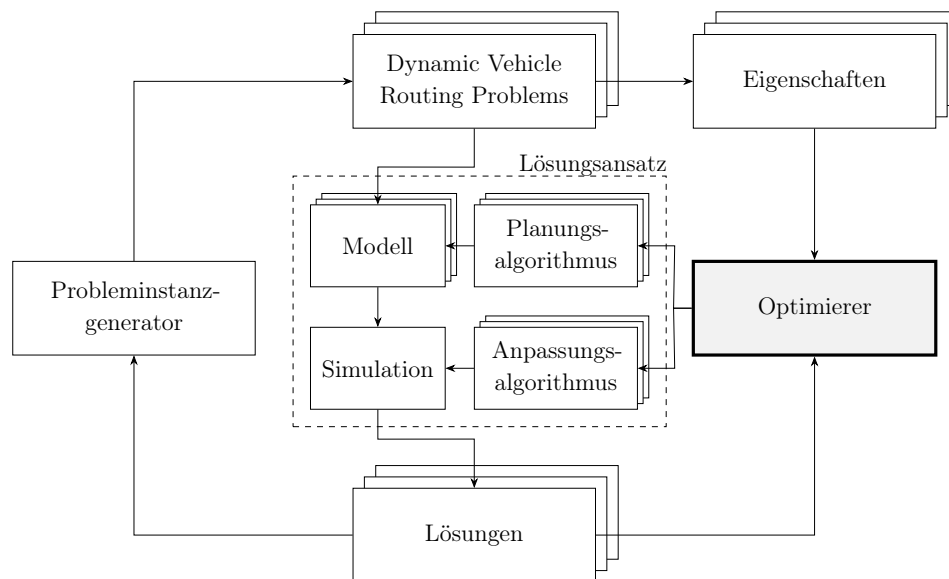 Dynamic Vehicle
Routing Problems
Eigenschaften
Lösungsansatz
Modell
Planungs-
algorithmus
Probleminstanz-
generator
Optimierer
Simulation
Anpassungs-
algorithmus
Lösungen